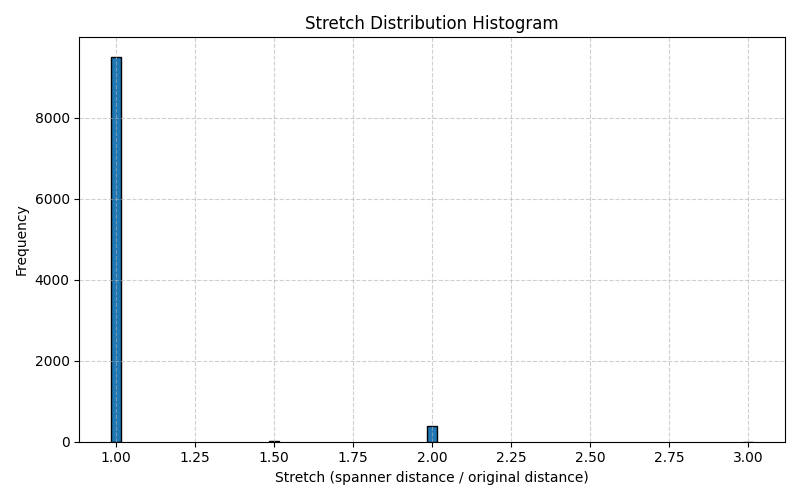 Stretch Distribution Histogram
Frequency
8000
6000
4000
2000
0
1.00 1.25 1.50 1.75 2.00 2.25 2.50 2.75 3.00
Stretch (spanner distance / original distance)